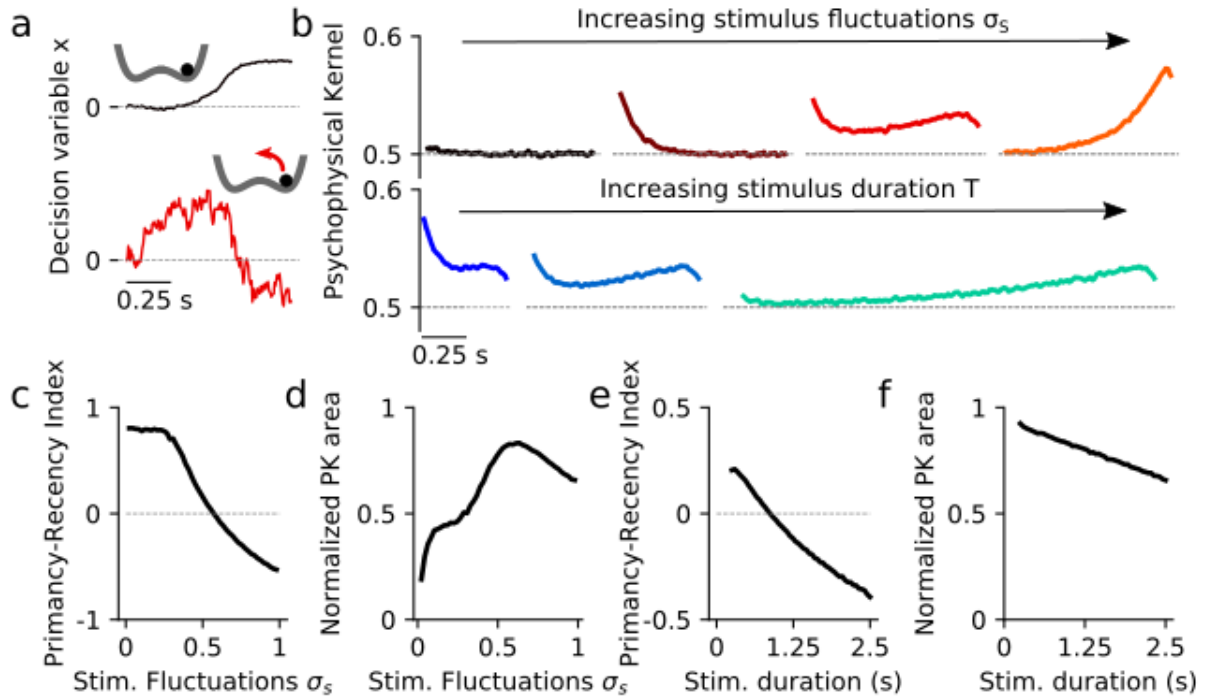 a
Decision variable x
0
0
0.25 s
b
Psychophysical Kernel
0.6
Increasing stimulus fluctuations σS
0.5
0.6
Increasing stimulus duration T
0.5
0.25 s
c
Primancy-Recency Index
1
0
-1
0
0.5
1
Stim. Fluctuations σs
d
Normalized PK area
1
0.5
0
0
0.5
1
Stim. Fluctuations σs
e
Primancy-Recency Index
0.5
0
-0.5
0
1.25
2.5
Stim. duration (s)
f
Normalized PK area
1
0.5
0
0
1.25
2.5
Stim. duration (s)